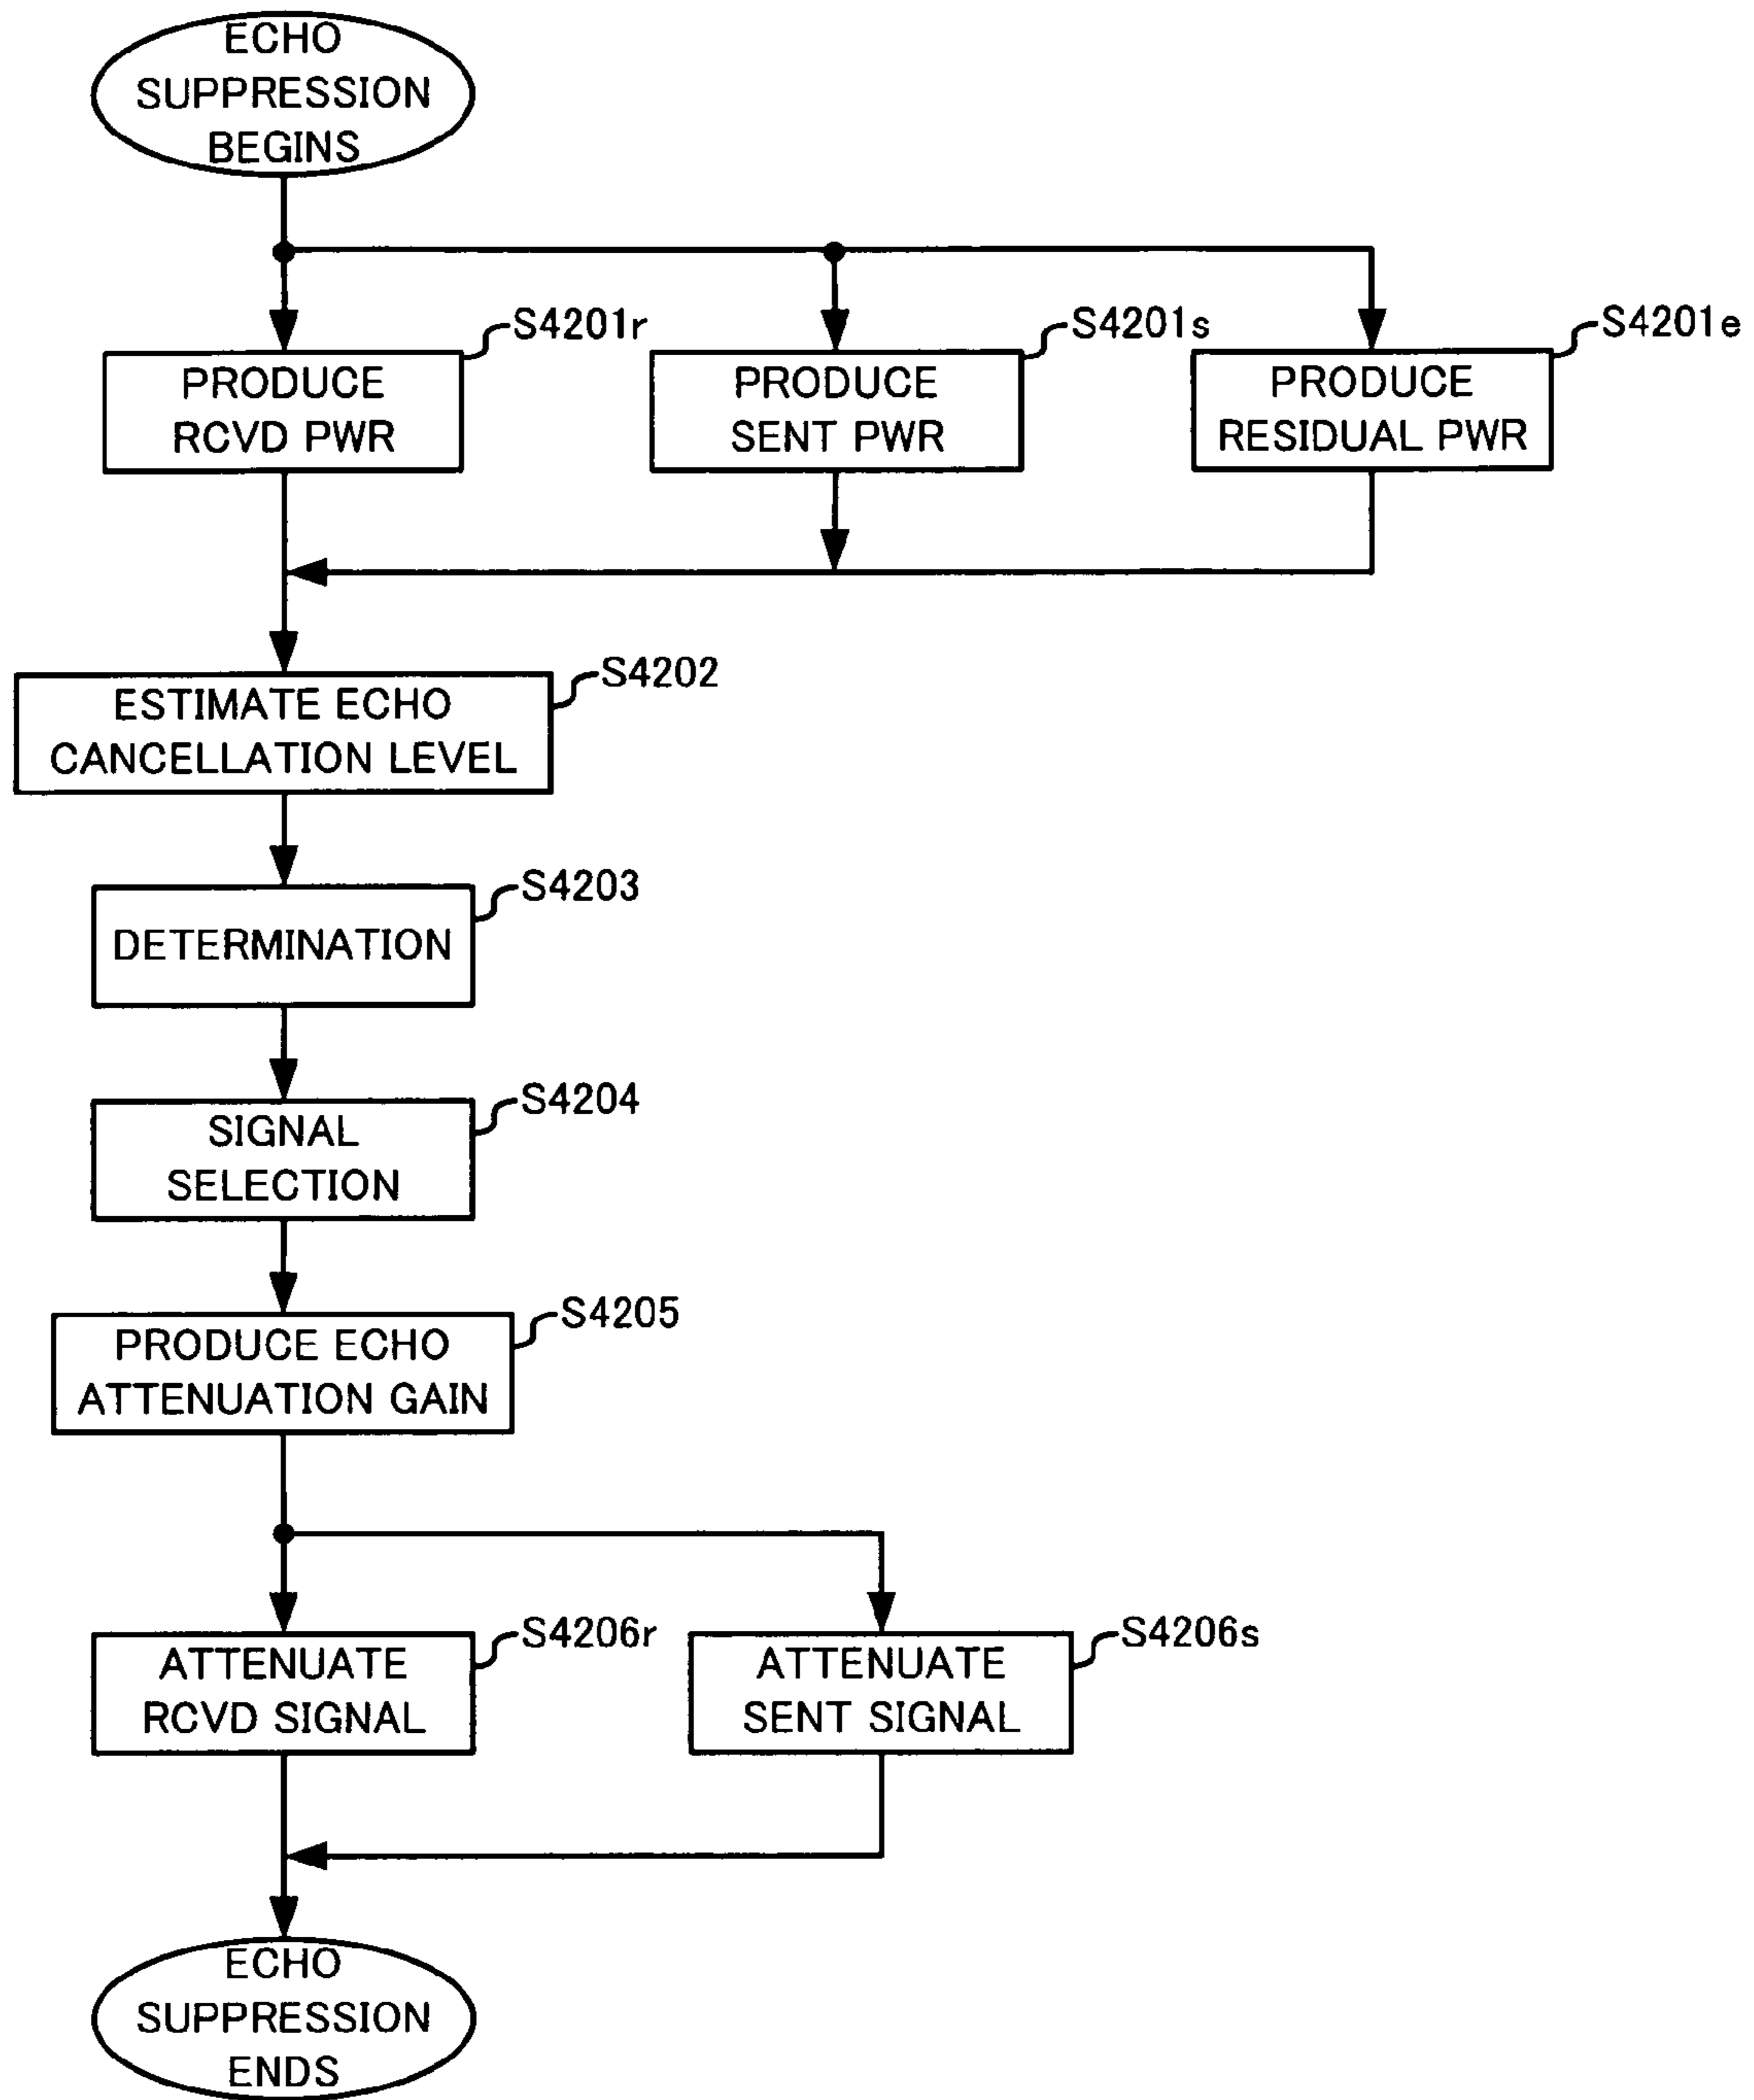 ECHO
SUPPRESSION
BEGINS
S4201r
S4201s
S4201e
PRODUCE
RCVD PWR
PRODUCE
SENT PWR
PRODUCE
RESIDUAL PWR
S4202
ESTIMATE ECHO
CANCELLATION LEVEL
S4203
DETERMINATION
S4204
SIGNAL
SELECTION
S4205
PRODUCE ECHO
ATTENUATION GAIN
S4206r
S4206s
ATTENUATE
RCVD SIGNAL
ATTENUATE
SENT SIGNAL
ECHO
SUPPRESSION
ENDS